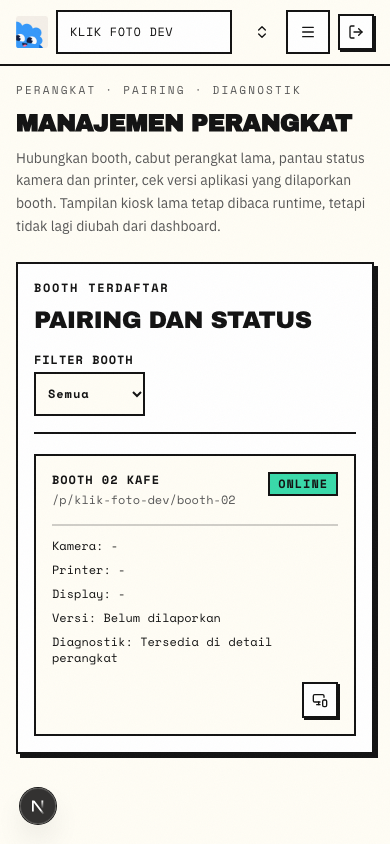 KLIK FOTO DEV
PERANGKAT · PAIRING · DIAGNOSTIK
MANAJEMEN PERANGKAT
Hubungkan booth, cabut perangkat lama, pantau status
kamera dan printer, cek versi aplikasi yang dilaporkan
booth. Tampilan kiosk lama tetap dibaca runtime, tetapi
tidak lagi diubah dari dashboard.
BOOTH TERDAFTAR
PAIRING DAN STATUS
FILTER BOOTH
Semua
BOOTH 02 KAFE
ONLINE
/p/klik-foto-dev/booth-02
Kamera: -
Printer: -
Display: -
Versi: Belum dilaporkan
Diagnostik: Tersedia di detail
perangkat
N